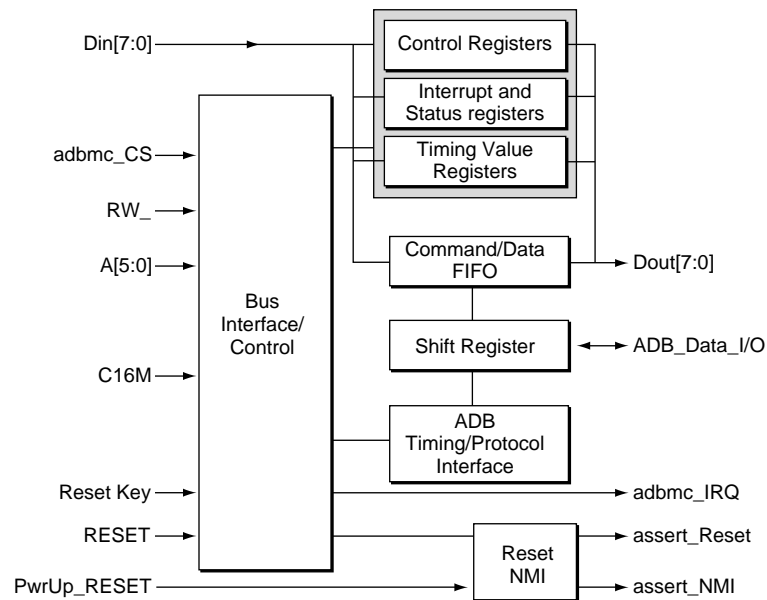 Din[7:0]
Control Registers
Interrupt and
Status registers
Timing Value
Registers
adbmc_CS
RW_
A[5:0]
C16M
Reset Key
RESET
PwrUp_RESET
Bus
Interface/
Control
Command/Data
FIFO
Dout[7:0]
Shift Register
ADB_Data_I/O
ADB
Timing/Protocol
Interface
adbmc_IRQ
Reset
NMI
assert_Reset
assert_NMI